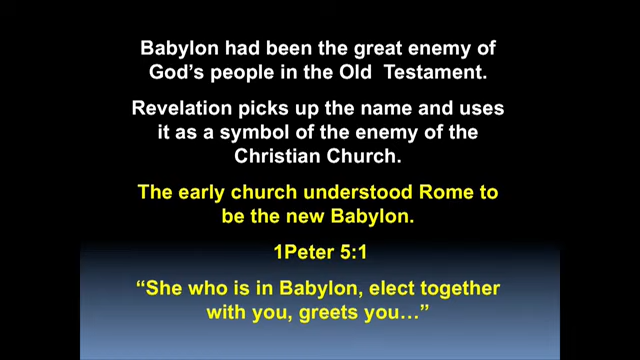 Babylon had been the great enemy of
God's people in the Old Testament.
Revelation picks up the name and uses
it as a symbol of the enemy of the
Christian Church.
The early church understood Rome to
be the new Babylon.
1Peter 5:1
“She who is in Babylon, elect together
with you, greets you…”